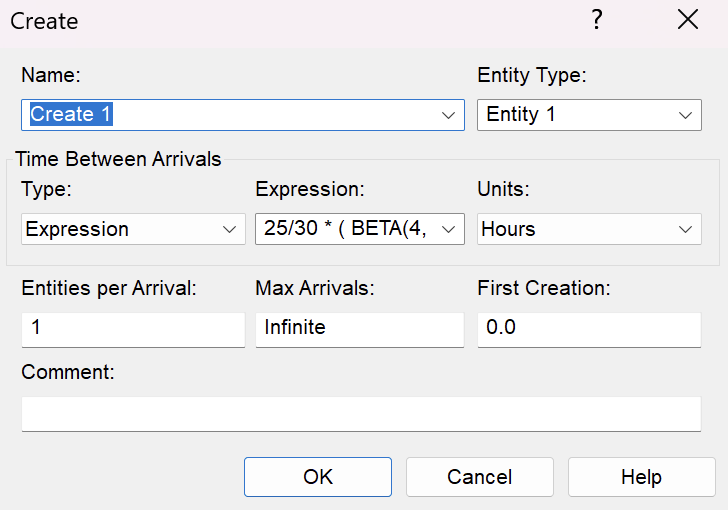 Create ?
Name: Entity Type:
Create 1 Entity 1
Time Between Arrivals
Type: Expression: Units:
Expression 25/30 * ( BETA(4, Hours
Entities per Arrival: Max Arrivals: First Creation:
1 Infinite 0.0
Comment:
OK Cancel Help